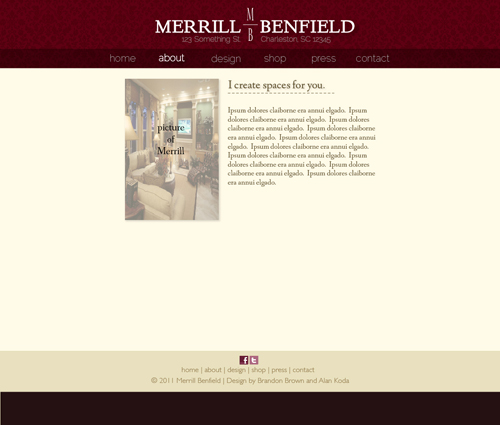 MERRILL M B BENFIELD
123 Something St. Charleston, SC 12345
home about design shop press contact
I create spaces for you.
picture
of
Merrill
Ipsum dolores claiborne era annui elgado. Ipsum
dolores claiborne era annui elgado. Ipsum dolores
claiborne era annui elgado. Ipsum dolores claiborne
era annui elgado. Ipsum dolores claiborne era annui
elgado. Ipsum dolores claiborne era annui elgado.
Ipsum dolores claiborne era annui elgado. Ipsum
dolores claiborne era annui elgado. Ipsum dolores
claiborne era annui elgado. Ipsum dolores claiborne
era annui elgado.
home | about | design | shop | press | contact
© 2011 Merrill Benfield | Design by Brandon Brown and Alan Koda